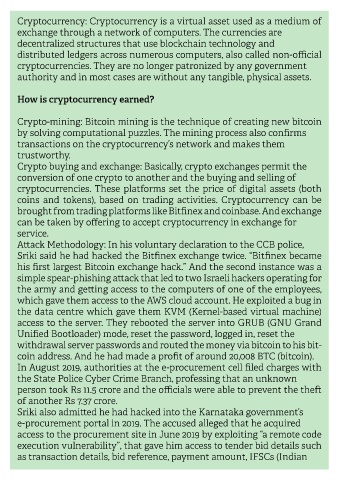 Cryptocurrency: Cryptocurrency is a virtual asset used as a medium of
exchange through a network of computers. The currencies are
decentralized structures that use blockchain technology and
distributed ledgers across numerous computers, also called non-official
cryptocurrencies. They are no longer patronized by any government
authority and in most cases are without any tangible, physical assets.
How is cryptocurrency earned?
Crypto-mining: Bitcoin mining is the technique of creating new bitcoin
by solving computational puzzles. The mining process also confirms
transactions on the cryptocurrency's network and makes them
trustworthy.
Crypto buying and exchange: Basically, crypto exchanges permit the
conversion of one crypto to another and the buying and selling of
cryptocurrencies. These platforms set the price of digital assets (both
coins and tokens), based on trading activities. Cryptocurrency can be
brought from trading platforms like Bitfinex and coinbase. And exchange
can be taken by offering to accept cryptocurrency in exchange for
service.
Attack Methodology: In his voluntary declaration to the CCB police,
Sriki said he had hacked the Bitfinex exchange twice. "Bitfinex became
his first largest Bitcoin exchange hack." And the second instance was a
simple spear-phishing attack that led to two Israeli hackers operating for
the army and getting access to the computers of one of the employees,
which gave them access to the AWS cloud account. He exploited a bug in
the data centre which gave them KVM (Kernel-based virtual machine)
access to the server. They rebooted the server into GRUB (GNU Grand
Unified Bootloader) mode, reset the password, logged in, reset the
withdrawal server passwords and routed the money via bitcoin to his bit-
coin address. And he had made a profit of around 20,008 BTC (bitcoin).
In August 2019, authorities at the e-procurement cell filed charges with
the State Police Cyber Crime Branch, professing that an unknown
person took Rs 11.5 crore and the officials were able to prevent the theft
of another Rs 7.37 crore.
Sriki also admitted he had hacked into the Karnataka government's
e-procurement portal in 2019. The accused alleged that he acquired
access to the procurement site in June 2019 by exploiting "a remote code
execution vulnerability", that gave him access to tender bid details such
as transaction details, bid reference, payment amount, IFSCs (Indian